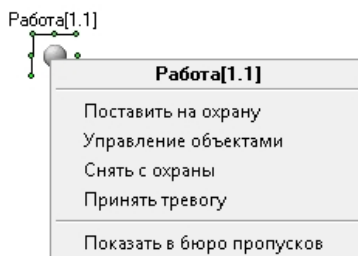 Работа[1.1]
Работа[1.1]
Поставить на охрану
Управление объектами
Снять с охраны
Принять тревогу
Показать в бюро пропусков